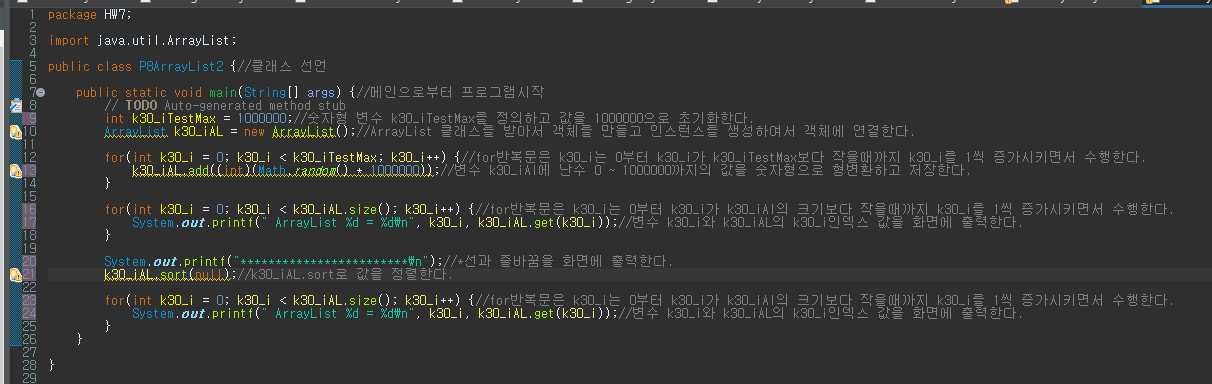 1 package HW7;
2
3 import java.util.ArrayList;
4
5 public class P8ArrayList2 {//클래스 선언
6
7 public static void main(String[] args) {//메인으로부터 프로그램시작
8 // TODO Auto-generated method stub
9 int k30_iTestMax = 1000000;//숫자형 변수 k30_iTestMax를 정의하고 값을 1000000으로 초기화한다.
10 ArrayList k30_iAL = new ArrayList();//ArrayList 클래스를 받아서 객체를 만들고 인스턴스를 생성하여서 객체에 연결한다.
11
12 for(int k30_i = 0; k30_i < k30_iTestMax; k30_i++) {//for반복문은 k30_i는 0부터 k30_i가 k30_iTestMax보다 작을때까지 k30_i를 1씩 증가시키면서 수행한다.
13 k30_iAL.add((int)(Math.random() * 1000000));//변수 k30_iAl에 난수 0 ~ 1000000까지의 값을 숫자형으로 형변환하고 저장한다.
14 }
15
16 for(int k30_i = 0; k30_i < k30_iAL.size(); k30_i++) {//for반복문은 k30_i는 0부터 k30_i가 k30_iAl의 크기보다 작을때까지 k30_i를 1씩 증가시키면서 수행한다.
17 System.out.printf(" ArrayList %d = %d\n", k30_i, k30_iAL.get(k30_i));//변수 k30_i와 k30_iAL의 k30_i인덱스 값을 화면에 출력한다.
18 }
19
20 System.out.printf("************************\n");//*선과 줄바꿈을 화면에 출력한다.
21 k30_iAL.sort(null);//k30_iAL.sort로 값을 정렬한다.
22
23 for(int k30_i = 0; k30_i < k30_iAL.size(); k30_i++) {//for반복문은 k30_i는 0부터 k30_i가 k30_iAl의 크기보다 작을때까지 k30_i를 1씩 증가시키면서 수행한다.
24 System.out.printf(" ArrayList %d = %d\n", k30_i, k30_iAL.get(k30_i));//변수 k30_i와 k30_iAL의 k30_i인덱스 값을 화면에 출력한다.
25 }
26 }
27
28 }
29